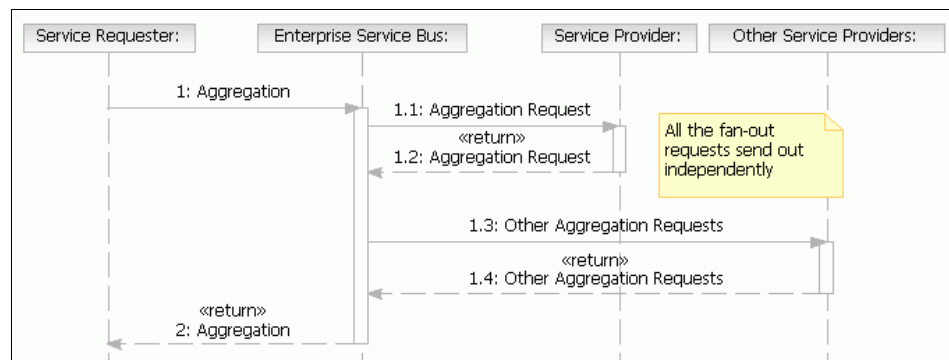 Service Requester:
Enterprise Service Bus:
Service Provider:
Other Service Providers:
1: Aggregation
1.1: Aggregation Request
«return»
1.2: Aggregation Request
All the fan-out
requests send out
independently
1.3: Other Aggregation Requests
«return»
1.4: Other Aggregation Requests
«return»
2: Aggregation